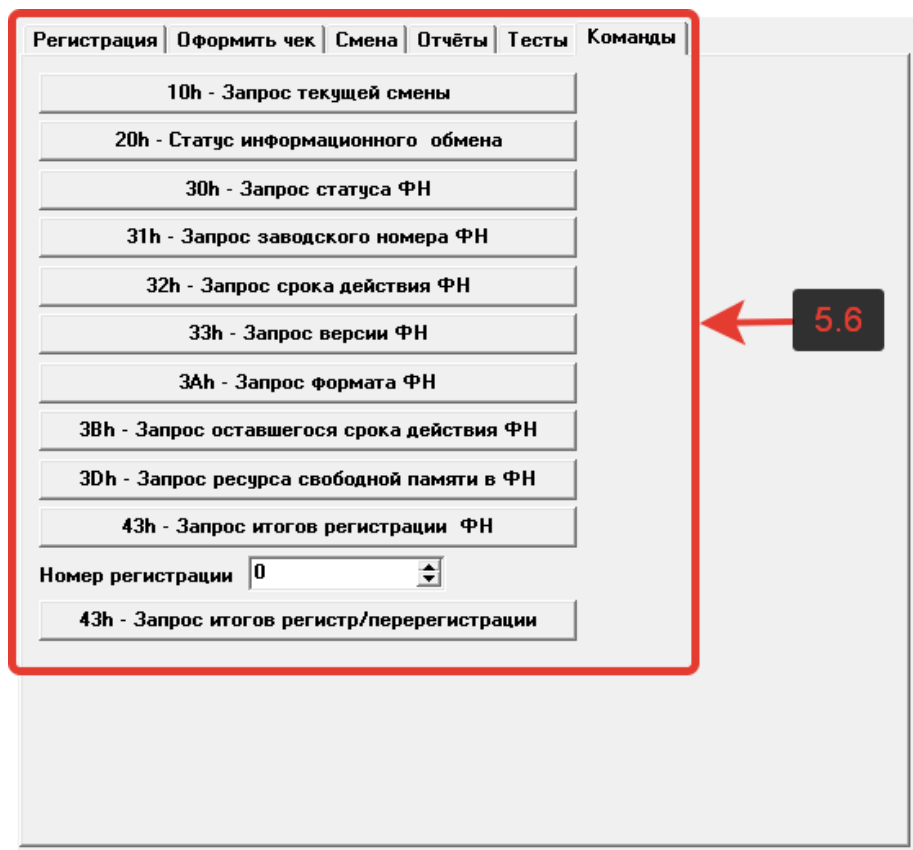 Регистрация Оформить чек Смена Отчёты Тесты Команды
10h - Запрос текущей смены
20h - Статус информационного обмена
30h - Запрос статуса ФН
31h - Запрос заводского номера ФН
32h - Запрос срока действия ФН
5.6
33h - Запрос версии ФН
3Ah - Запрос формата ФН
3Bh - Запрос оставшегося срока действия ФН
3Dh - Запрос ресурса свободной памяти в ФН
43h - Запрос итогов регистрации ФН
Номер регистрации 0
43h - Запрос итогов регистр/перерегистрации